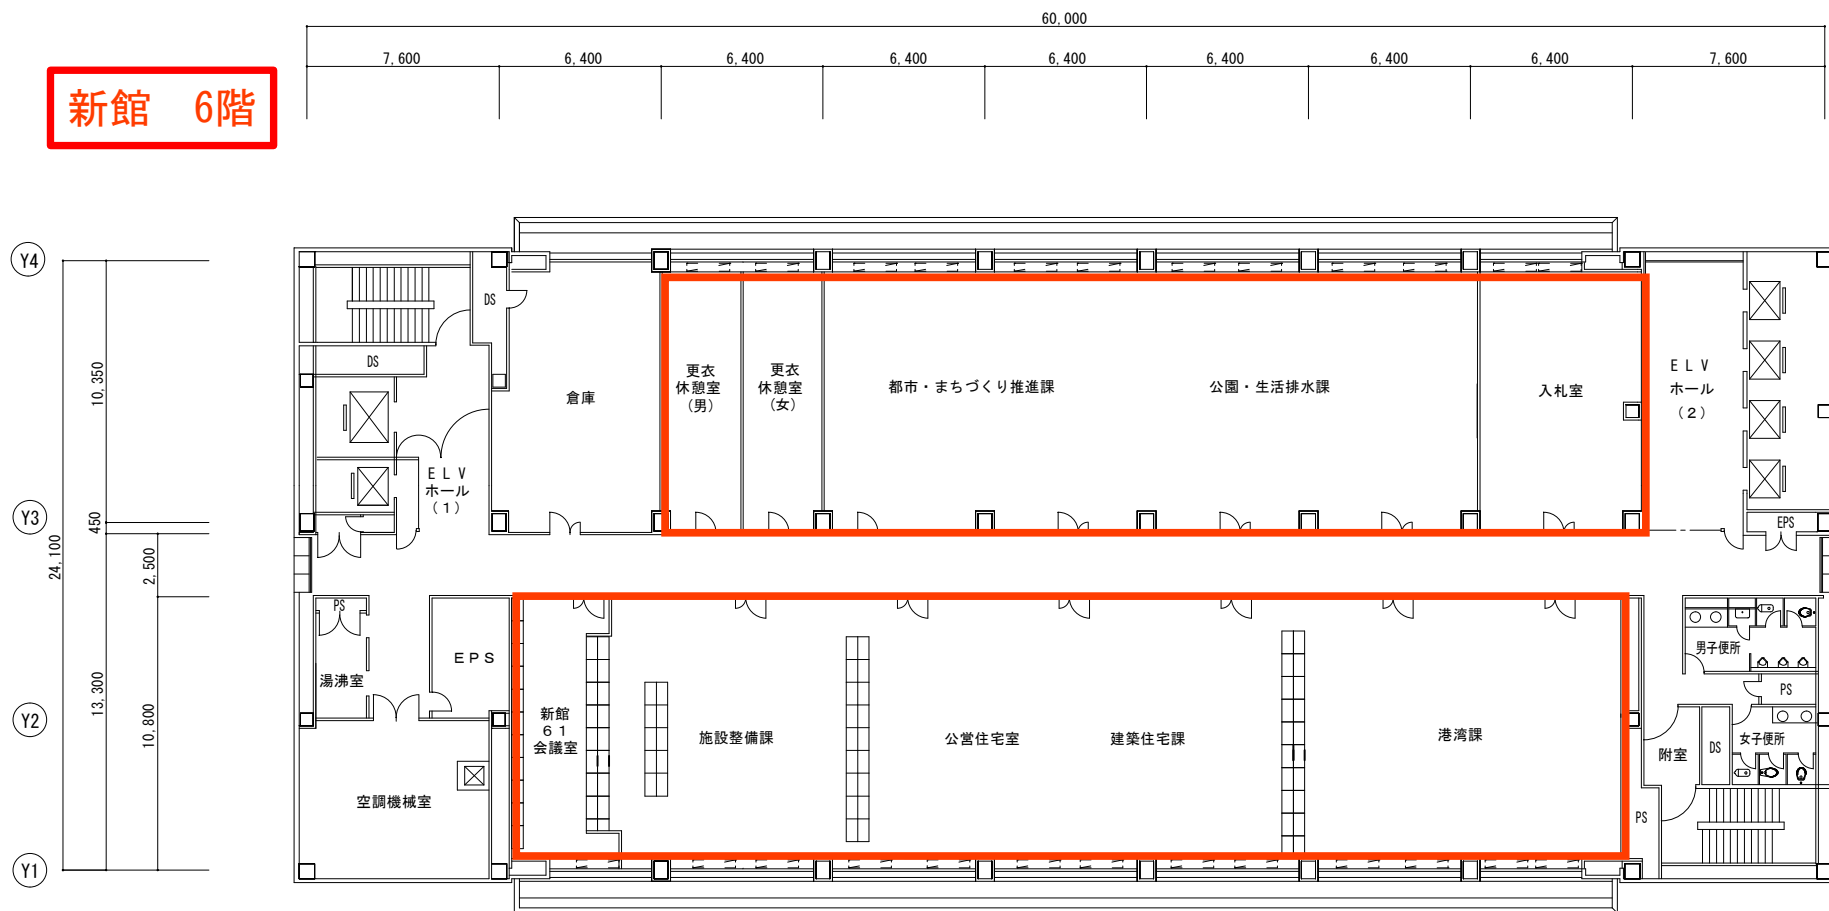 60,000
7,600
6,400
6,400
6,400
6,400
6,400
6,400
6,400
7,600
新館 6階
Y4
Y3
Y2
Y1
24,100
10,350
450
13,300
2,500
10,800
DS
DS
倉庫
更衣
休憩室
(男)
更衣
休憩室
(女)
都市・まちづくり推進課
公園・生活排水課
入札室
ELV
ホール
(2)
ELV
ホール
(1)
EPS
PS
湯沸室
EPS
新館
61
会議室
施設整備課
公営住宅室
建築住宅課
港湾課
男子便所
PS
女子便所
附室
DS
空調機械室
PS